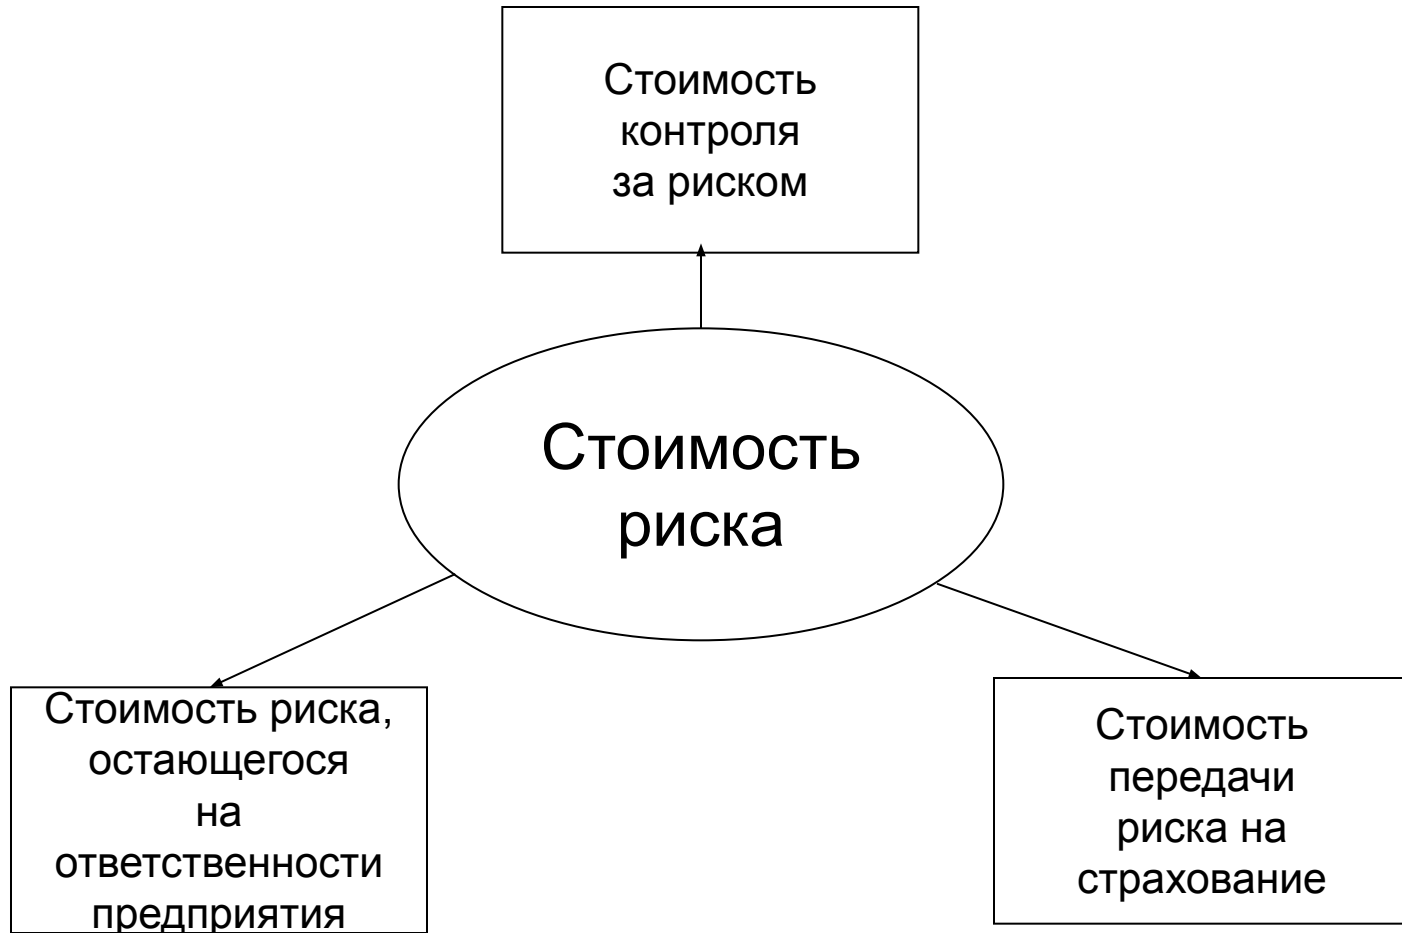 Стоимость
контроля
за риском
Стоимость
риска
Стоимость риска,
остающегося
на
ответственности
предприятия
Стоимость
передачи
риска на
страхование